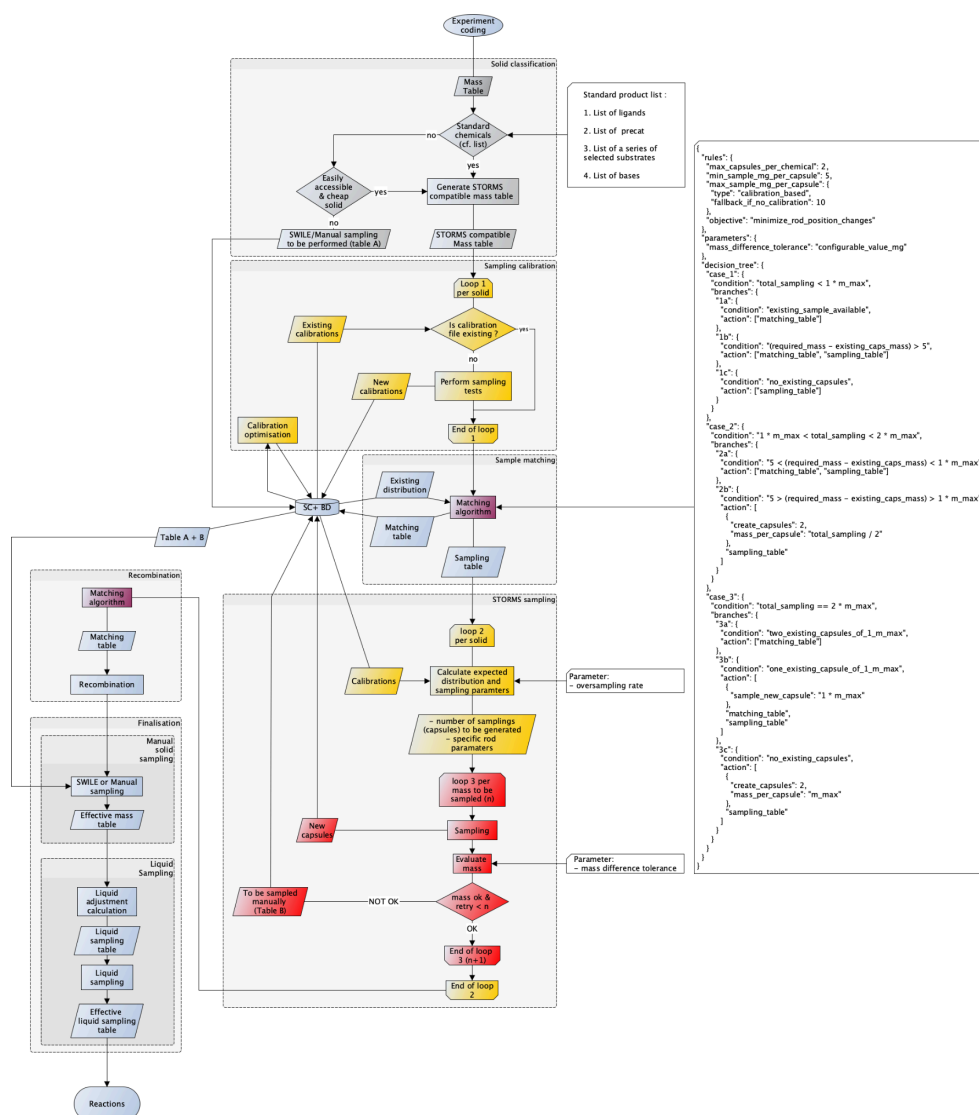 Experiment
coding
Solid classification
Mass
Table
Standard product list :
1. List of ligands
2. List of  precat
3. List of a series of
selected substrates
4. List of bases
Standard
chemicals
(cf. list)
no
yes
Easily
accessible
& cheap
solid
yes
no
Generate STORMS
compatible mass table
SWILE/Manual sampling
to be performed (table A)
STORMS compatible
Mass table
Sampling calibration
Loop 1
per solid
Existing
calibrations
Is calibration
file existing ?
yes
no
New
calibrations
Perform sampling
tests
Calibration
optimisation
End of loop
1
Sample matching
Existing
distribution
SC+ BD
Matching
algorithm
Matching
table
Table A + B
Sampling
table
Recombination
Matching
algorithm
Matching
table
Recombination
STORMS sampling
loop 2
per solid
Calibrations
Calculate expected
distribution and
sampling paramters
Parameter:
- oversampling rate
- number of samplings
(capsules) to be generated
- specific rod
paramaters
Finalisation
Manual
solid
sampling
SWILE or Manual
sampling
Effective mass
table
loop 3 per
mass to be
sampled (n)
New
capsules
Sampling
Evaluate
mass
Parameter:
- mass difference tolerance
To be sampled
manually
(Table B)
NOT OK
mass ok &
retry < n
OK
End of loop
3 (n+1)
End of loop
2
Liquid
Sampling
Liquid
adjustment
calculation
Liquid
sampling
table
Liquid
sampling
Effective
liquid sampling
table
Reactions
{
"rules": {
"max_capsules_per_chemical": 2,
"min_sample_mg_per_capsule": 5,
"max_sample_mg_per_capsule": {
"type": "calibration_based",
"fallback_if_no_calibration": 10
},
"objective": "minimize_rod_position_changes"
},
"parameters": {
"mass_difference_tolerance": "configurable_value_mg"
},
"decision_tree": {
"case_1": {
"condition": "total_sampling < 1 * m_max",
"branches": {
"1a": {
"condition": "existing_sample_available",
"action": ["matching_table"]
},
"1b": {
"condition": "(required_mass - existing_caps_mass) > 5",
"action": ["matching_table", "sampling_table"]
},
"1c": {
"condition": "no_existing_capsules",
"action": ["sampling_table"]
}
}
},
"case_2": {
"condition": "1 * m_max < total_sampling < 2 * m_max",
"branches": {
"2a": {
"condition": "5 < (required_mass - existing_caps_mass) < 1 * m_max"
"action": ["matching_table", "sampling_table"]
},
"2b": {
"condition": "5 > (required_mass - existing_caps_mass) > 1 * m_max"
"action": [
{
"create_capsules": 2,
"mass_per_capsule": "total_sampling / 2"
},
"sampling_table"
]
}
}
},
"case_3": {
"condition": "total_sampling == 2 * m_max",
"branches": {
"3a": {
"condition": "two_existing_capsules_of_1_m_max",
"action": ["matching_table"]
},
"3b": {
"condition": "one_existing_capsule_of_1_m_max",
"action": [
{
"sample_new_capsule": "1 * m_max"
},
"matching_table",
"sampling_table"
]
},
"3c": {
"condition": "no_existing_capsules",
"action": [
{
"create_capsules": 2,
"mass_per_capsule": "m_max"
},
"sampling_table"
]
}
}
}
}
}